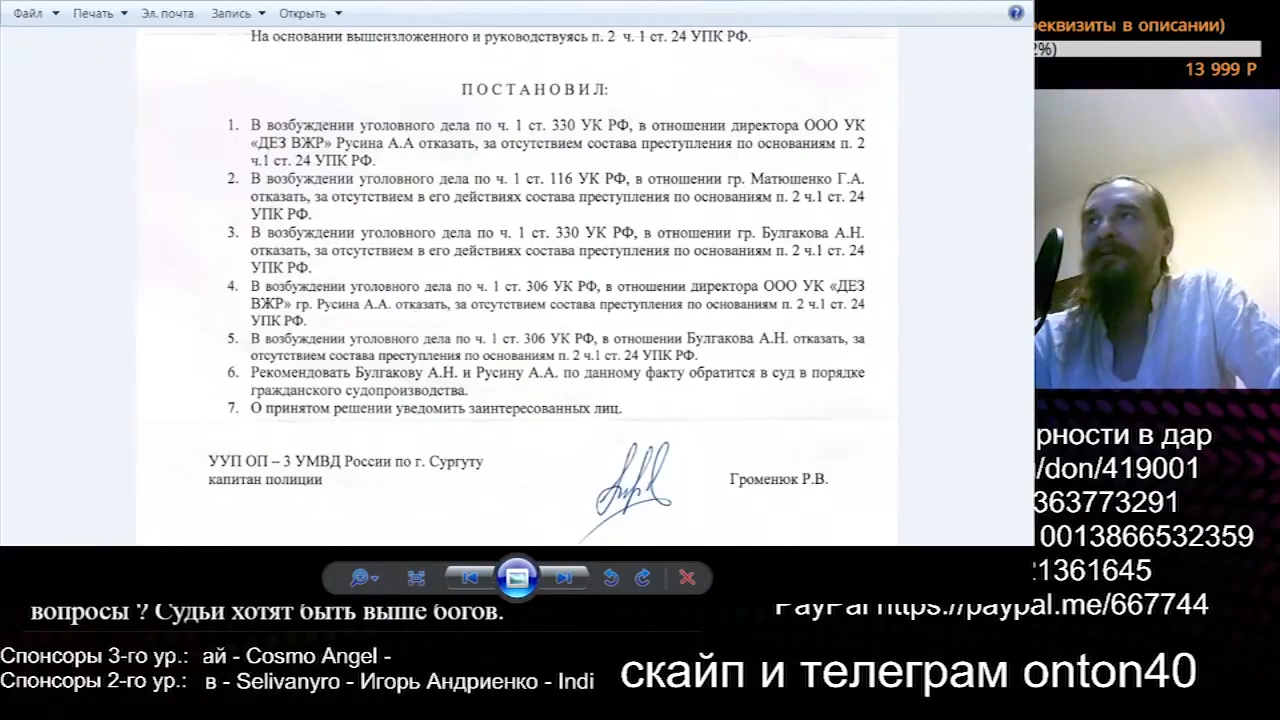 Файл Печать Эл. почта Запись Открыть
На основании вышеизложенного и руководствуясь п. 2 ч. 1 ст. 24 УПК РФ.
П О С Т А Н О В И Л:
1. В возбуждении уголовного дела по ч. 1 ст. 330 УК РФ, в отношении директора ООО УК
«ДЕЗ ВЖР» Русина А.А отказать, за отсутствием состава преступления по основаниям п. 2
ч.1 ст. 24 УПК РФ.
2. В возбуждении уголовного дела по ч. 1 ст. 116 УК РФ, в отношении гр. Матюшенко Г.А.
отказать, за отсутствием в его действиях состава преступления по основаниям п. 2 ч.1 ст. 24
УПК РФ.
3. В возбуждении уголовного дела по ч. 1 ст. 330 УК РФ, в отношении гр. Булгакова А.Н.
отказать, за отсутствием в его действиях состава преступления по основаниям п. 2 ч.1 ст. 24
УПК РФ.
4. В возбуждении уголовного дела по ч. 1 ст. 306 УК РФ, в отношении директора ООО УК «ДЕЗ
ВЖР» гр. Русина А.А. отказать, за отсутствием состава преступления по основаниям п. 2 ч.1 ст. 24
УПК РФ.
5. В возбуждении уголовного дела по ч. 1 ст. 306 УК РФ, в отношении Булгакова А.Н. отказать, за
отсутствием состава преступления по основаниям п. 2 ч.1 ст. 24 УПК РФ.
6. Рекомендовать Булгакову А.Н. и Русину А.А. по данному факту обратится в суд в порядке
гражданского судопроизводства.
7. О принятом решении уведомить заинтересованных лиц.
УУП ОП – 3 УМВД России по г. Сургуту
капитан полиции Громенюк Р.В.
реквизиты в описании)
2%)
13 999 Р
рности в дар
/don/419001
363773291
0013866532359
21361645
PayPal https://paypal.me/667744
вопросы ? Судьи хотят быть выше богов.
Спонсоры 3-го ур.: ай - Cosmo Angel -
Спонсоры 2-го ур.: в - Selivanyro - Игорь Андриенко - Indi
скайп и телеграм onton40